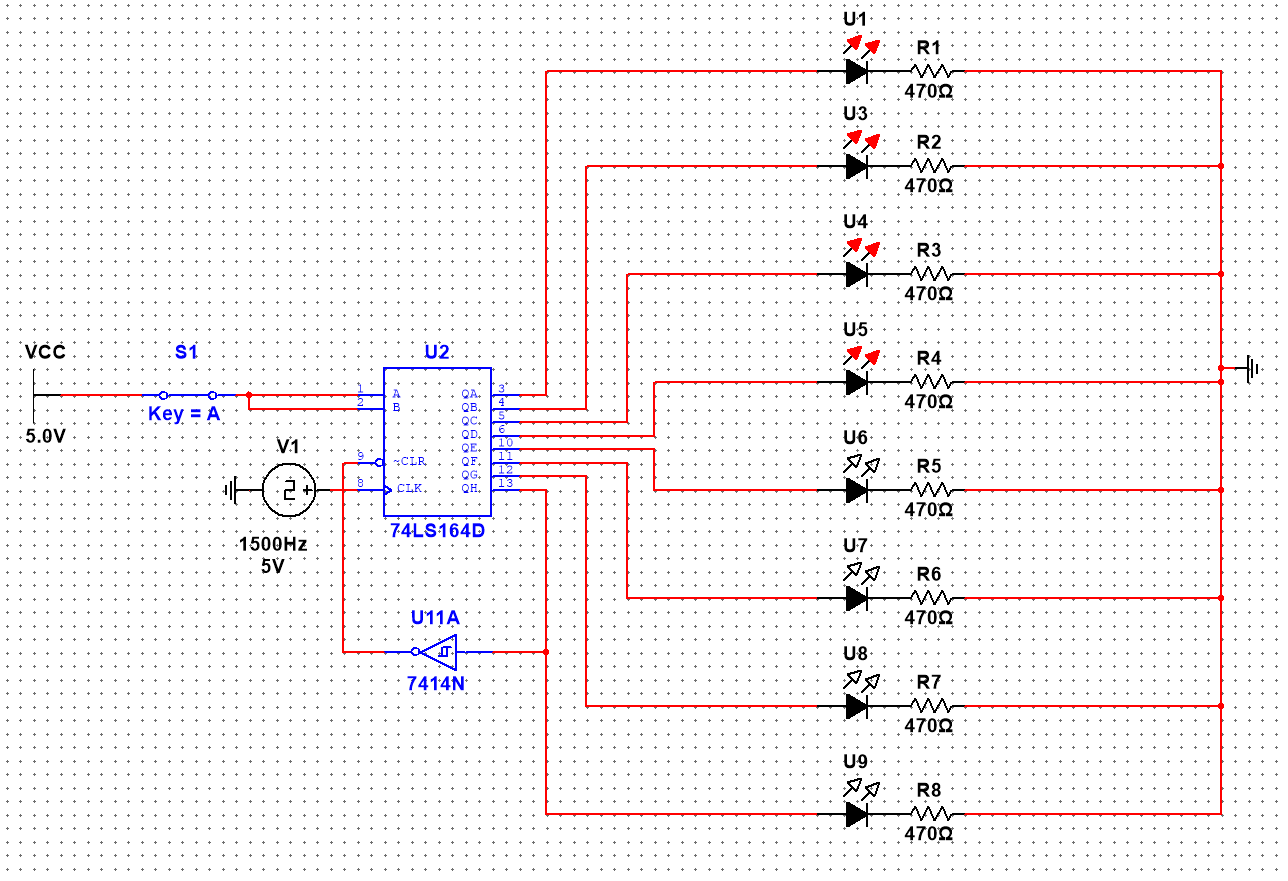 U1
R1
470Ω
U3
R2
470Ω
U4
R3
470Ω
U5
R4
470Ω
VCC
S1
U2
Key = A
5.0V
1 A QA 3
2 B QB 4
QC 5
QD 6
QE 10
9 ~CLR QF 11
QG 12
8 CLK QH 13
V1
1500Hz
5V
74LS164D
U6
R5
470Ω
U11A
7414N
U7
R6
470Ω
U8
R7
470Ω
U9
R8
470Ω